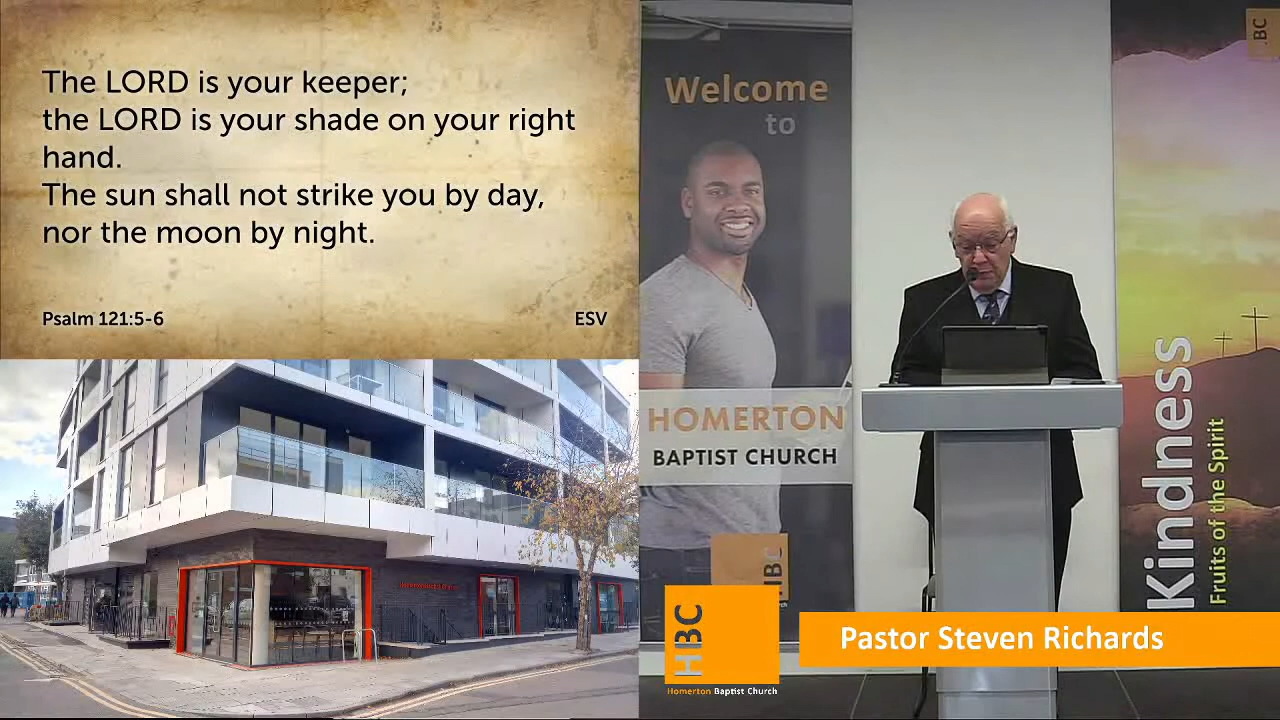 The LORD is your keeper;
the LORD is your shade on your right
hand.
The sun shall not strike you by day,
nor the moon by night.
Psalm 121:5-6
ESV
Welcome
to
HOMERTON
BAPTIST CHURCH
HB.C
.BC
Kindness
Fruits of the Spirit
HBC
Homerton Baptist Church
Pastor Steven Richards